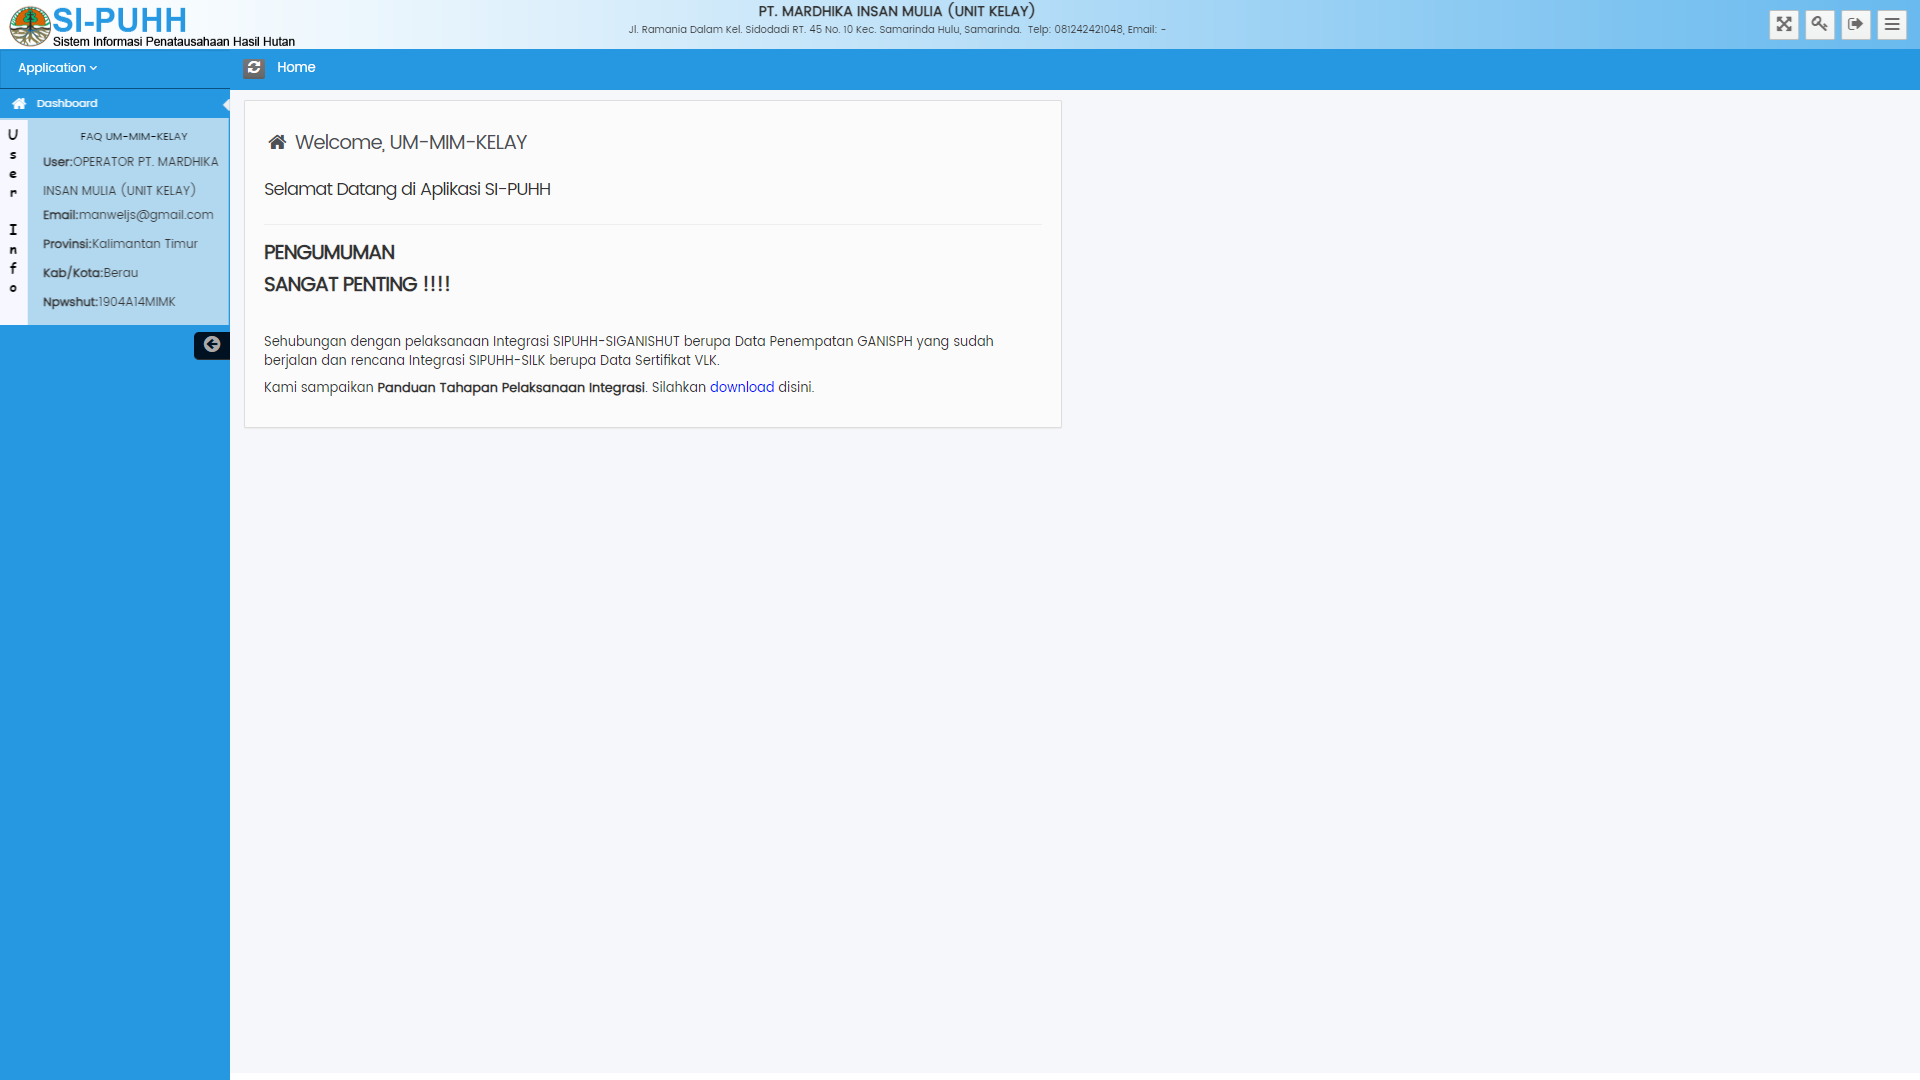 SI-PUHH
Sistem Informasi Penatausahaan Hasil Hutan
PT. MARDHIKA INSAN MULIA (UNIT KELAY)
Jl. Ramania Dalam Kel. Sidodadi RT. 45 No. 10 Kec. Samarinda Hulu, Samarinda. Telp: 081242421048, Email: -
Application
Home
Dashboard
User Info
FAQ UM-MIM-KELAY
User:OPERATOR PT. MARDHIKA
INSAN MULIA (UNIT KELAY)
Email:manweljs@gmail.com
Provinsi:Kalimantan Timur
Kab/Kota:Berau
Npwshut:1904A14MIMK
Welcome, UM-MIM-KELAY
Selamat Datang di Aplikasi SI-PUHH
PENGUMUMAN
SANGAT PENTING !!!!
Sehubungan dengan pelaksanaan Integrasi SIPUHH-SIGANISHUT berupa Data Penempatan GANISPH yang sudah
berjalan dan rencana Integrasi SIPUHH-SILK berupa Data Sertifikat VLK.
Kami sampaikan Panduan Tahapan Pelaksanaan Integrasi. Silahkan download disini.